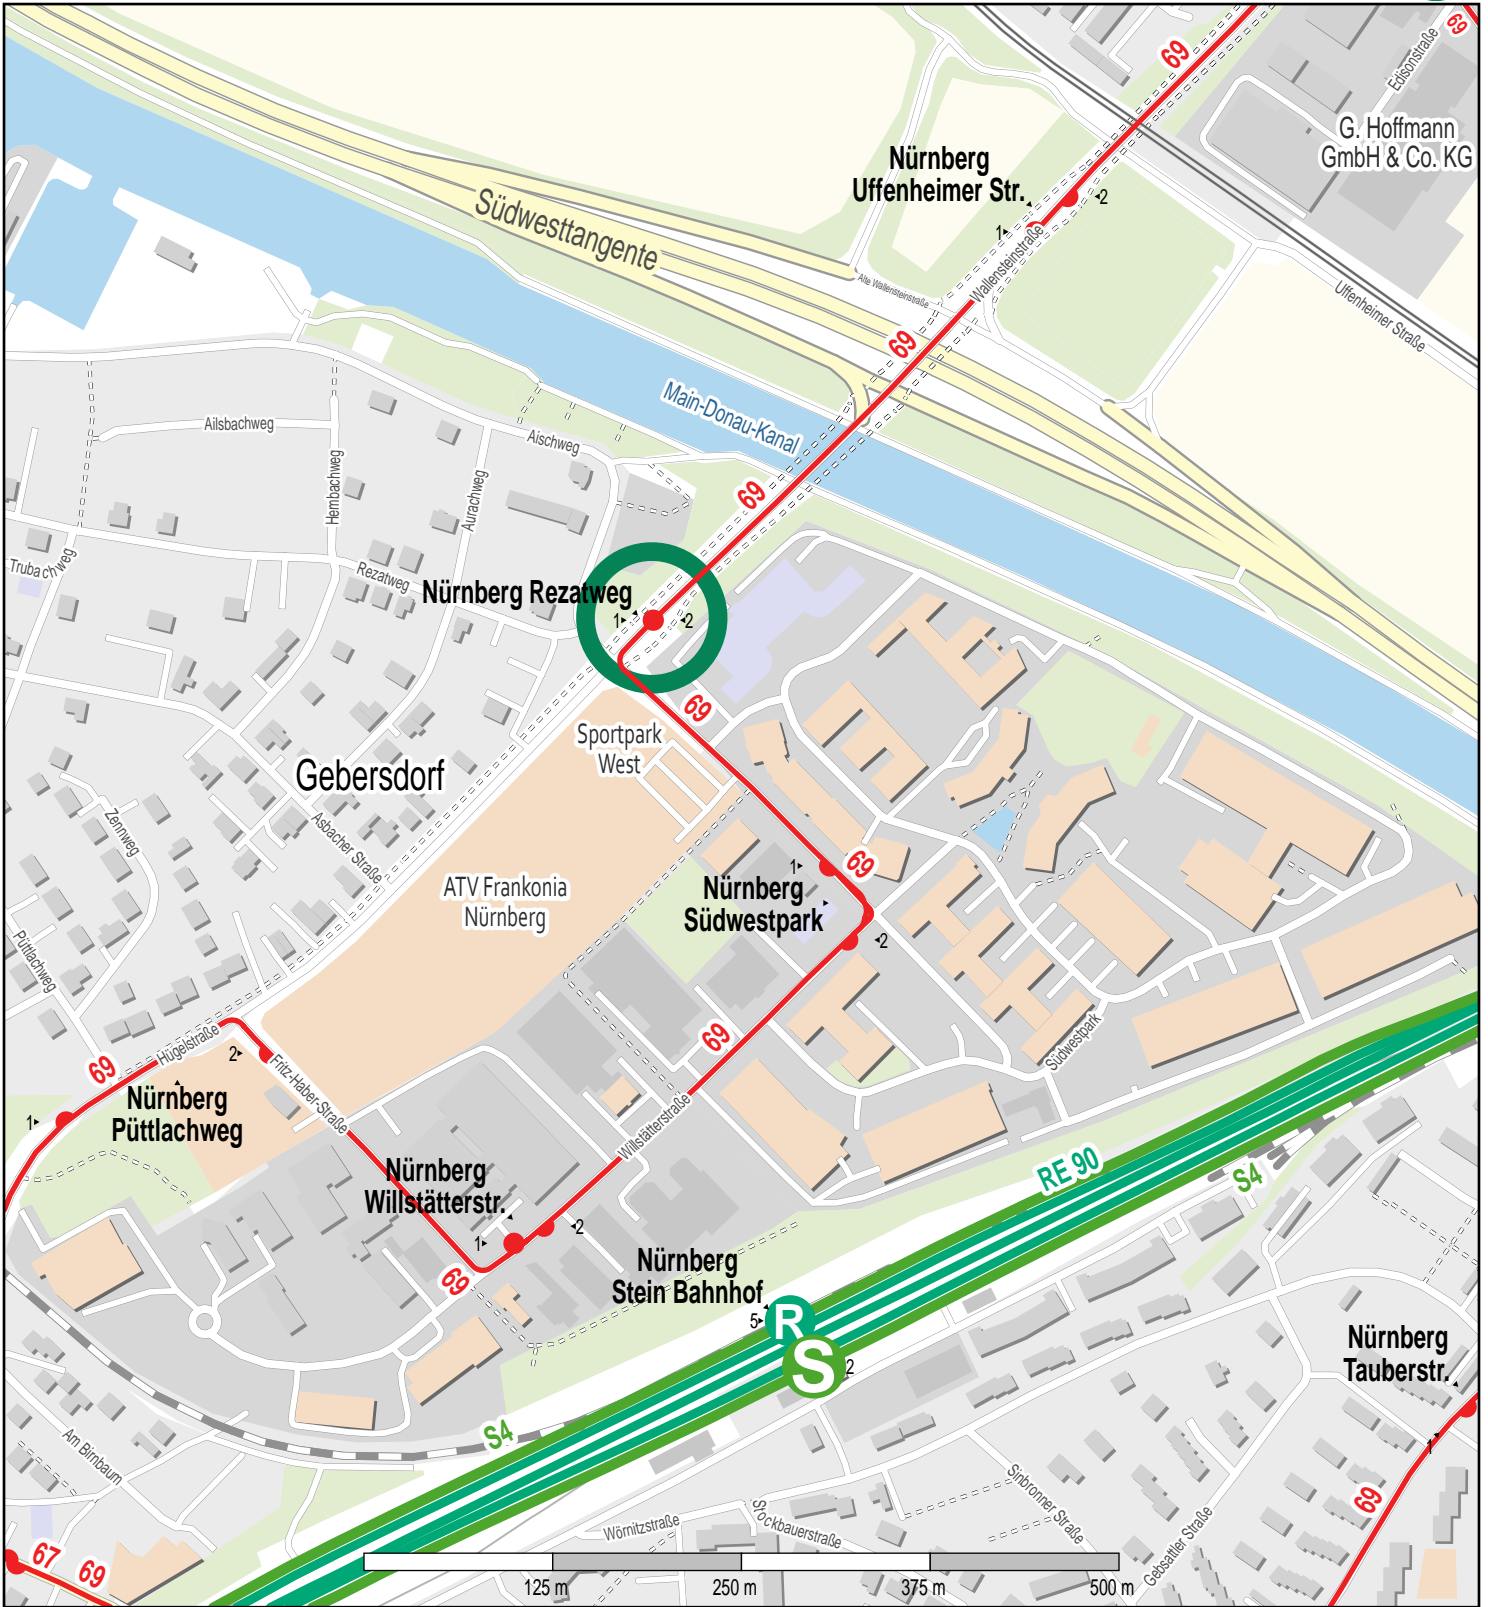 69
69
Edisonstraße
G. Hoffmann
GmbH & Co. KG
Nürnberg
Uffenheimer Str.
2
1
Wallensteinstraße
Südwesttangente
Alte Wallensteinstraße
Uffenheimer Straße
69
Main-Donau-Kanal
Ailsbachweg
Aischweg
Hembachweg
Aurachweg
69
Trubachweg
Rezatweg
Nürnberg Rezatweg
1
2
69
Sportpark
West
Gebersdorf
Zennweg
Asbacher Straße
ATV Frankonia
Nürnberg
1
69
Nürnberg
Südwestpark
2
Püttlachweg
Hügelstraße
69
2
Fritz-Haber-Straße
69
Südwestpark
Nürnberg
Püttlachweg
1
Willstätterstraße
Nürnberg
Willstätterstr.
1
2
69
RE 90
S4
Nürnberg
Stein Bahnhof
5
R
S
2
Nürnberg
Tauberstr.
1
S4
Am Birnbaum
69
Sinbronner Straße
Gebsattler Straße
Wörnitzstraße
Stockbauerstraße
67
69
125 m
250 m
375 m
500 m